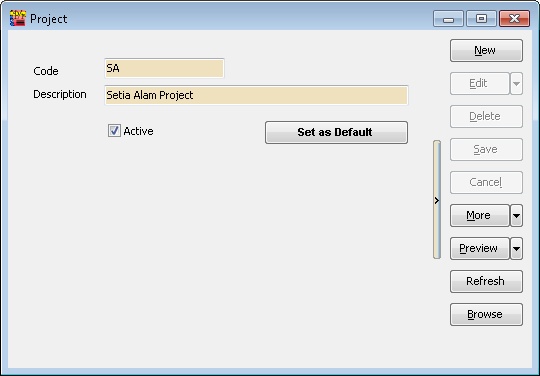 Project
New
Code SA
Edit
Description Setia Alam Project
Delete
Active Set as Default
Save
Cancel
More
Preview
Refresh
Browse